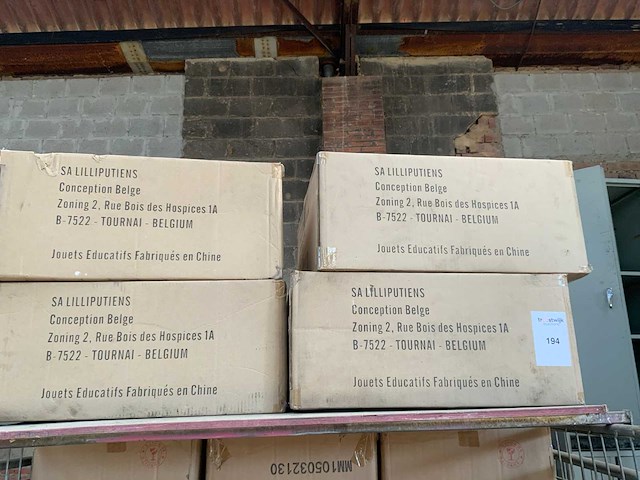 SA LILLIPUTIENS
Conception Belge
Zoning 2, Rue Bois des Hospices 1A
B-7522 - TOURNAI - BELGIUM
Jouets Educatifs Fabriqués en Chine
SA LILLIPUTIENS
Conception Belge
Zoning 2, Rue Bois des Hospices 1A
B-7522 - TOURNAI - BELGIUM
Jouets Educatifs Fabriqués en Chine
SA LILLIPUTIENS
Conception Belge
Zoning 2, Rue Bois des Hospices 1A
B-7522 - TOURNAI - BELGIUM
Jouets Educatifs Fabriqués en Chine
SA LILLIPUTIENS
Conception Belge
Zoning 2, Rue Bois des Hospices 1A
B-7522 - TOURNAI - BELGIUM
Jouets Educatifs Fabriqués en Chine
194
MM105032130